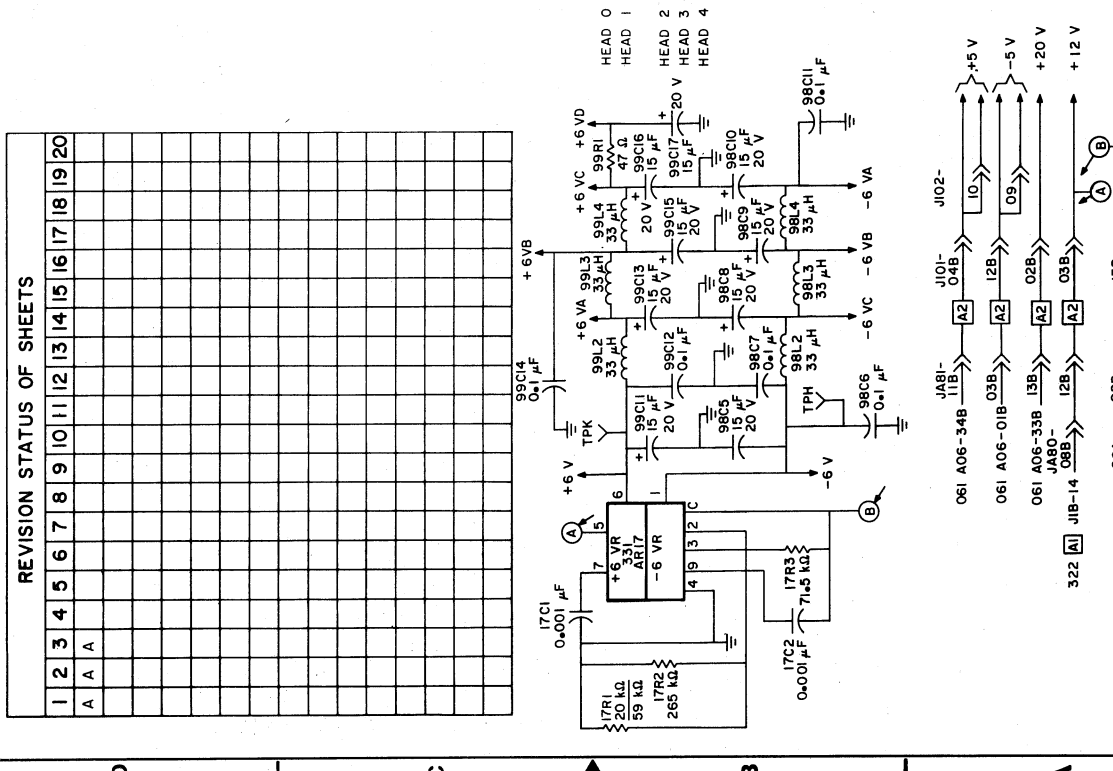 REVISION STATUS OF SHEETS
1 2 3 4 5 6 7 8 9 10 11 12 13 14 15 16 17 18 19 20
A A A
HEAD 0
HEAD 1
HEAD 2
HEAD 3
HEAD 4
99C14
0.1 µF
+6 VB
+6 VC
+6 VD
99R1
47 Ω
99L4
33 µH
99L3
33 µH
+6 VA
99L2
33 µH
TPK
+6 V
99C11
15 µF
20 V
99C12
0.1 µF
99C13
15 µF
20 V
99C15
15 µF
20 V
99C16
15 µF
20 V
99C17
15 µF
20 V
A
5
6
7
+6 VR
331
AR17
-6 VR
1
4
9
3
2
C
17C1
0.001 µF
17R1
20 kΩ
59 kΩ
17R2
265 kΩ
17C2
0.001 µF
17R3
71.5 kΩ
B
-6 V
98C5
15 µF
20 V
TPH
98C6
0.1 µF
98C7
0.1 µF
98L2
33 µH
98C8
15 µF
20 V
-6 VC
98L3
33 µH
98C9
15 µF
20 V
-6 VB
98L4
33 µH
98C10
15 µF
20 V
-6 VA
98C11
0.1 µF
JA81-
J101-
J102-
061 A06-34B
11B
A2
04B
10
+5 V
061 A06-01B
03B
A2
12B
09
-5 V
061 A06-33B
13B
A2
02B
+20 V
JA80-
322 A1 J1B-14
08B
12B
A2
03B
+12 V
A
B
C
B